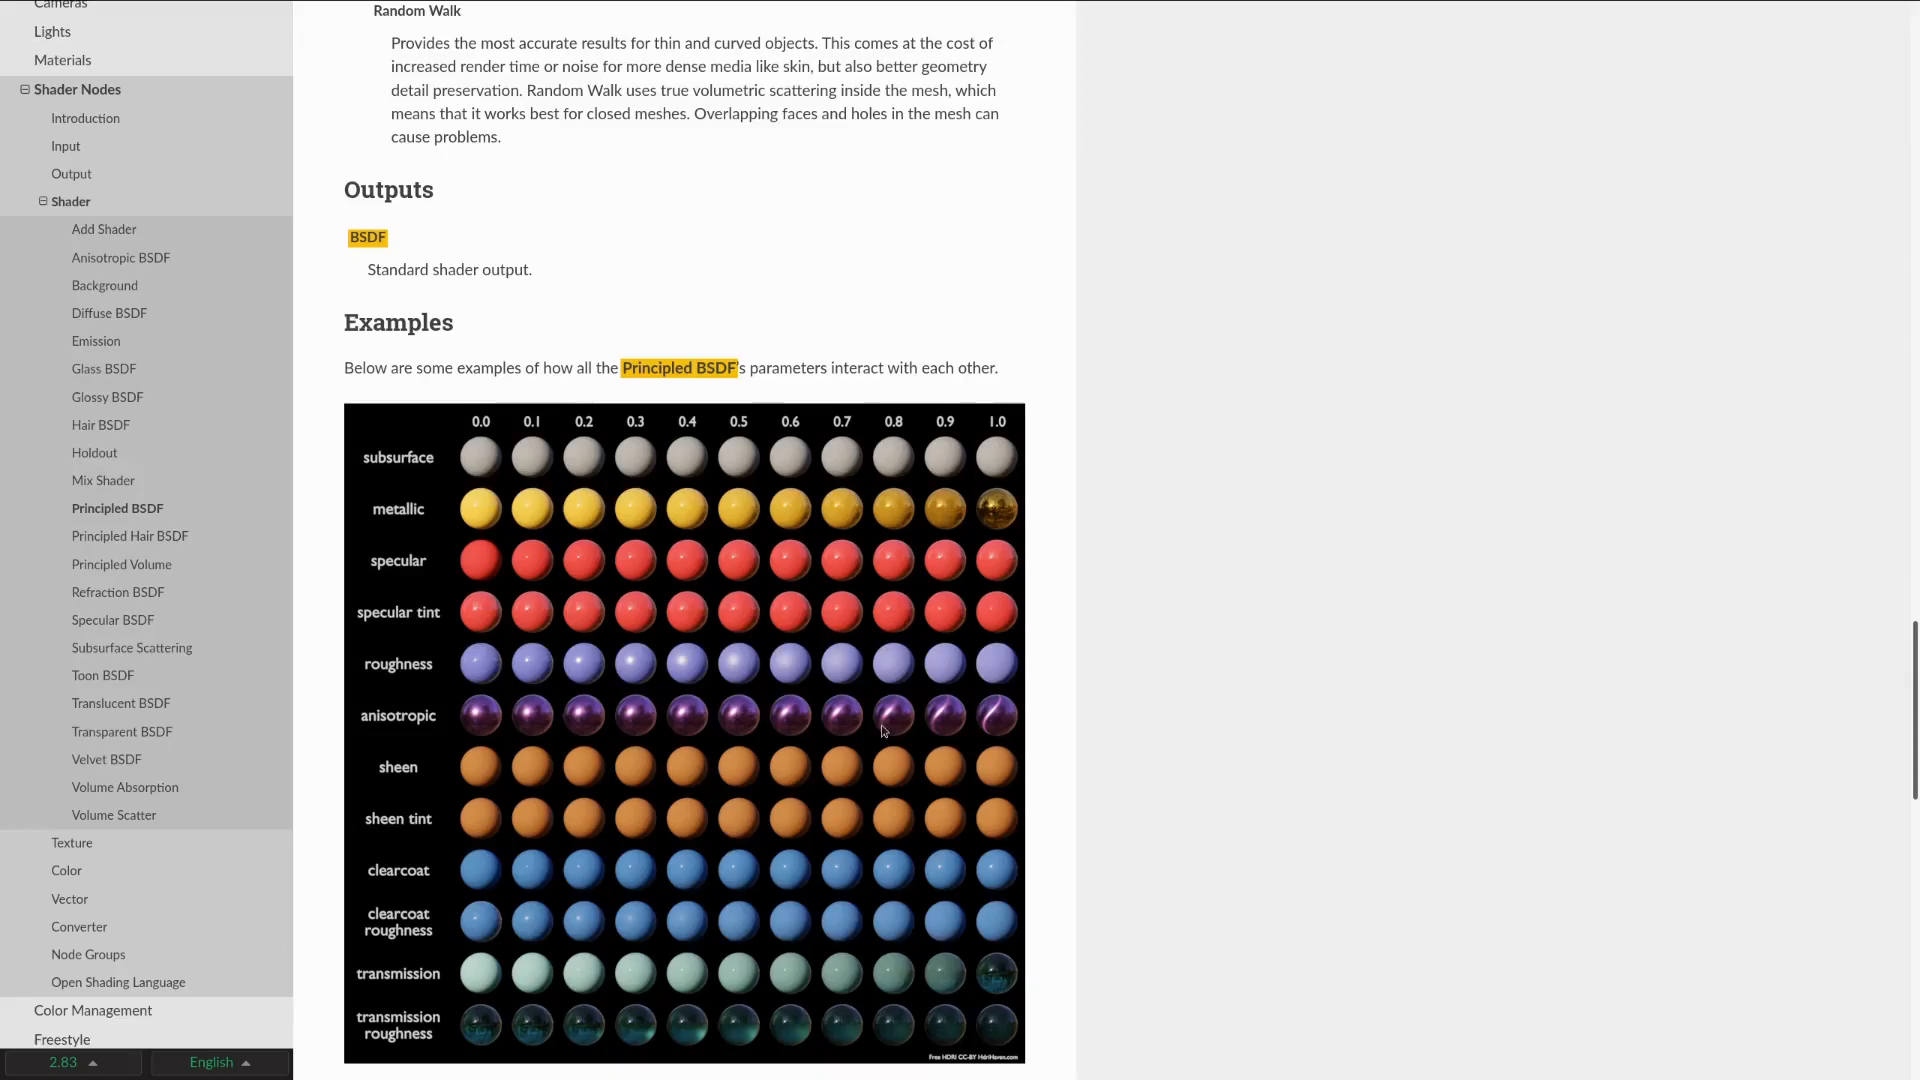 Cameras
Lights
Materials
Shader Nodes
Introduction
Input
Output
Shader
Add Shader
Anisotropic BSDF
Background
Diffuse BSDF
Emission
Glass BSDF
Glossy BSDF
Hair BSDF
Holdout
Mix Shader
Principled BSDF
Principled Hair BSDF
Principled Volume
Refraction BSDF
Specular BSDF
Subsurface Scattering
Toon BSDF
Translucent BSDF
Transparent BSDF
Velvet BSDF
Volume Absorption
Volume Scatter
Texture
Color
Vector
Converter
Node Groups
Open Shading Language
Color Management
Freestyle
2.83 English
Random Walk
Provides the most accurate results for thin and curved objects. This comes at the cost of
increased render time or noise for more dense media like skin, but also better geometry
detail preservation. Random Walk uses true volumetric scattering inside the mesh, which
means that it works best for closed meshes. Overlapping faces and holes in the mesh can
cause problems.
Outputs
BSDF
Standard shader output.
Examples
Below are some examples of how all the Principled BSDF's parameters interact with each other.
0.0 0.1 0.2 0.3 0.4 0.5 0.6 0.7 0.8 0.9 1.0
subsurface
metallic
specular
specular tint
roughness
anisotropic
sheen
sheen tint
clearcoat
clearcoat
roughness
transmission
transmission
roughness
Free HDRI CC-BY HdriHaven.com